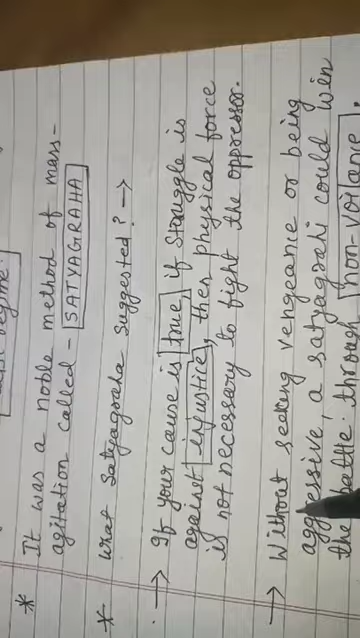 regime.
* It was a noble method of mass-
agitation called - SATYAGRAHA
* What Satyagraha Suggested? →
→ If your cause is true, if Struggle is
against injustice, then physical force
is not necessary to fight the oppressor.
→ Without seeking vengeance or being
aggressive a satyagrahi could win
the battle through non-volance.